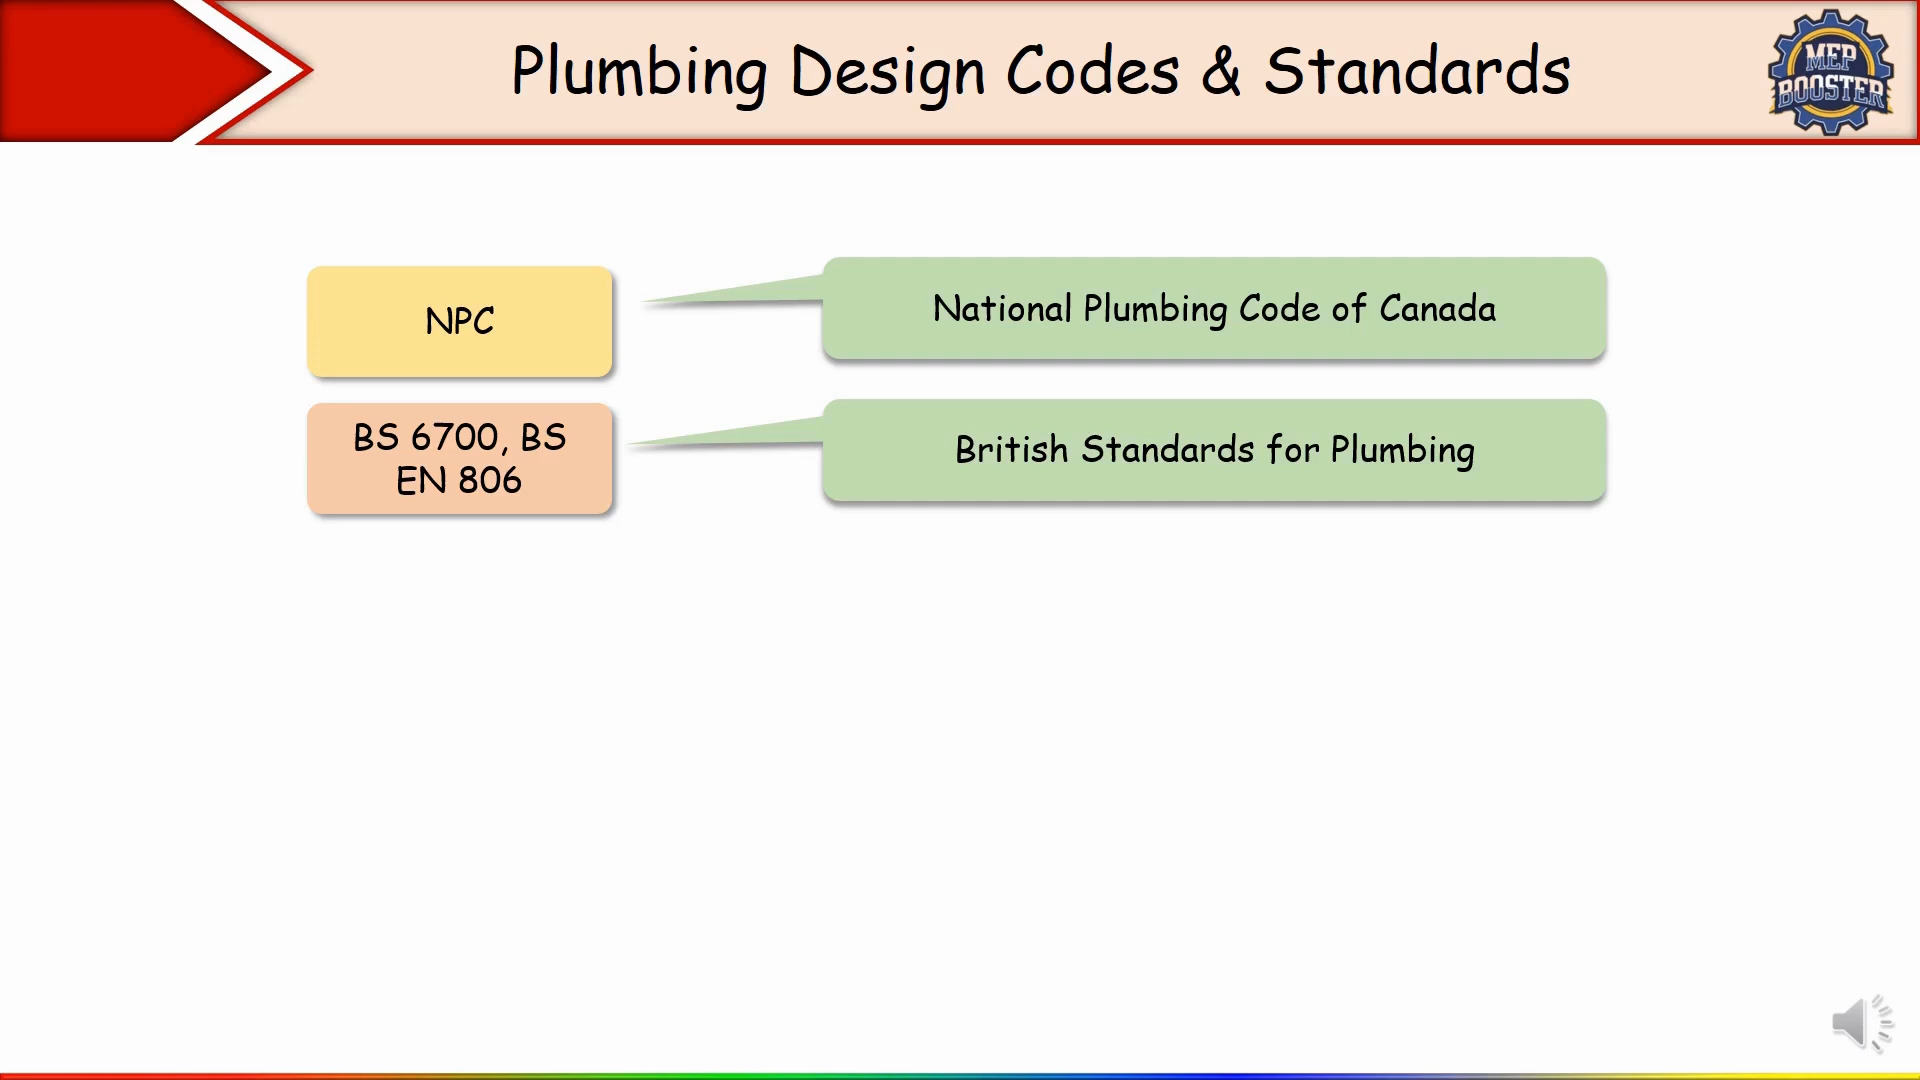 Plumbing Design Codes & Standards
MEP
BOOSTER
NPC
National Plumbing Code of Canada
BS 6700, BS
EN 806
British Standards for Plumbing